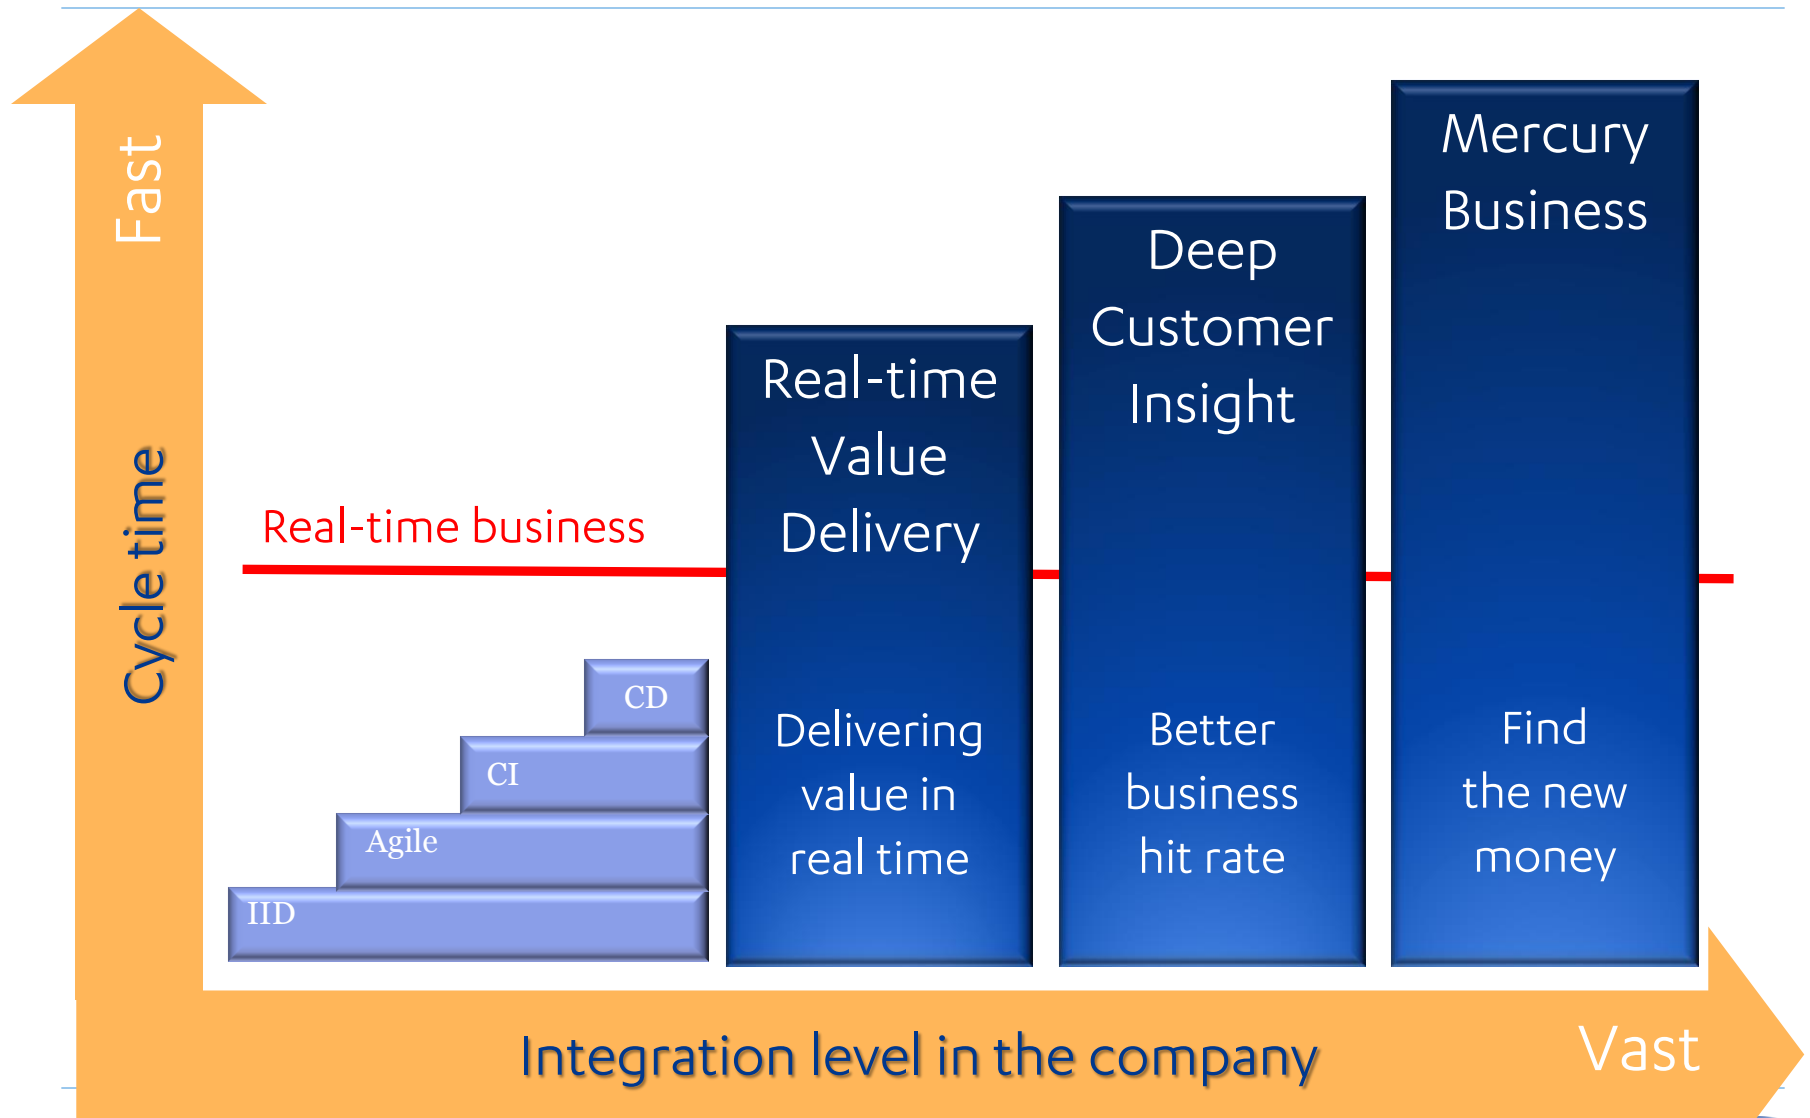 Fast
Cycle time
Real-time business
CD
CI
Agile
IID
Real-time
Value
Delivery
Delivering
value in
real time
Deep
Customer
Insight
Better
business
hit rate
Mercury
Business
Find
the new
money
Integration level in the company
Vast